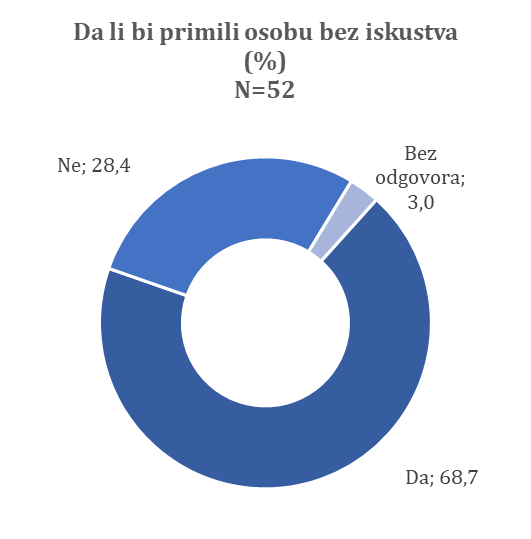 Da li bi primili osobu bez iskustva
(%)
N=52
Ne; 28,4
Bez
odgovora;
3,0
Da; 68,7